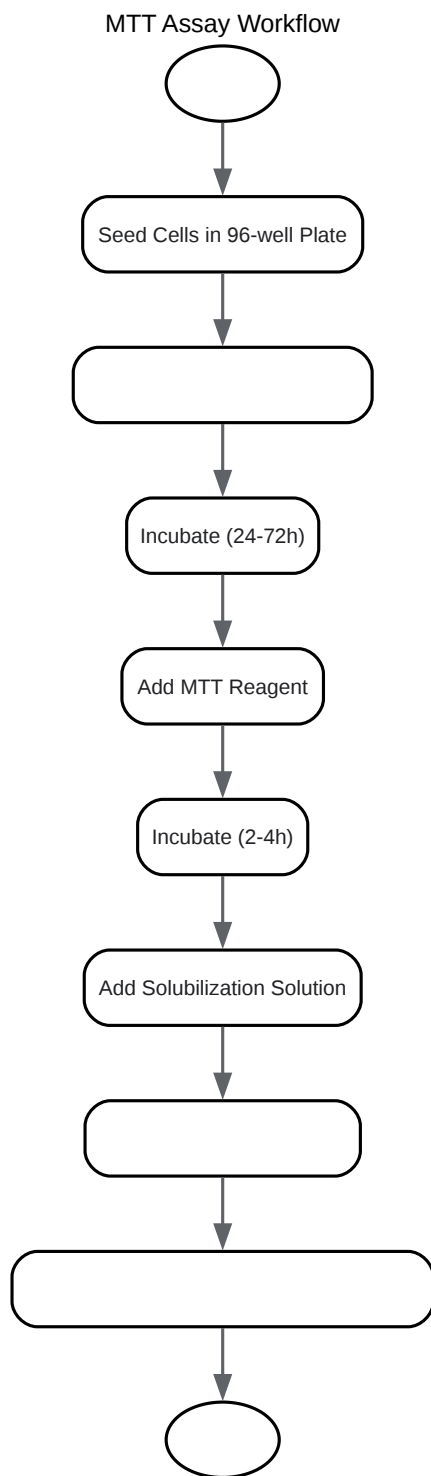 MTT Assay Workflow
Seed Cells in 96-well Plate
Incubate (24-72h)
Add MTT Reagent
Incubate (2-4h)
Add Solubilization Solution